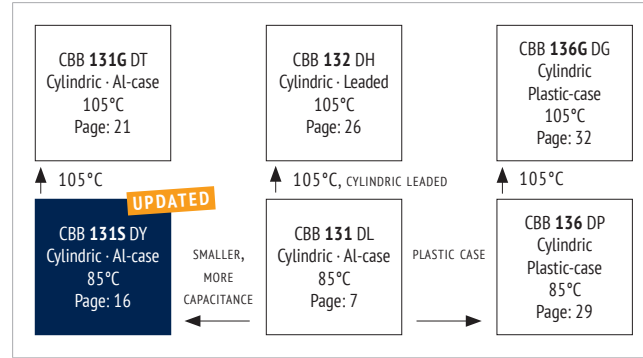 CBB 131G DT
Cylindric · Al-case
105°C
Page: 21
CBB 132 DH
Cylindric · Leaded
105°C
Page: 26
CBB 136G DG
Cylindric
Plastic-case
105°C
Page: 32
105°C
105°C, CYLINDRIC LEADED
105°C
UPDATED
CBB 131S DY
Cylindric · Al-case
85°C
Page: 16
SMALLER,
MORE
CAPACITANCE
CBB 131 DL
Cylindric · Al-case
85°C
Page: 7
PLASTIC CASE
CBB 136 DP
Cylindric
Plastic-case
85°C
Page: 29